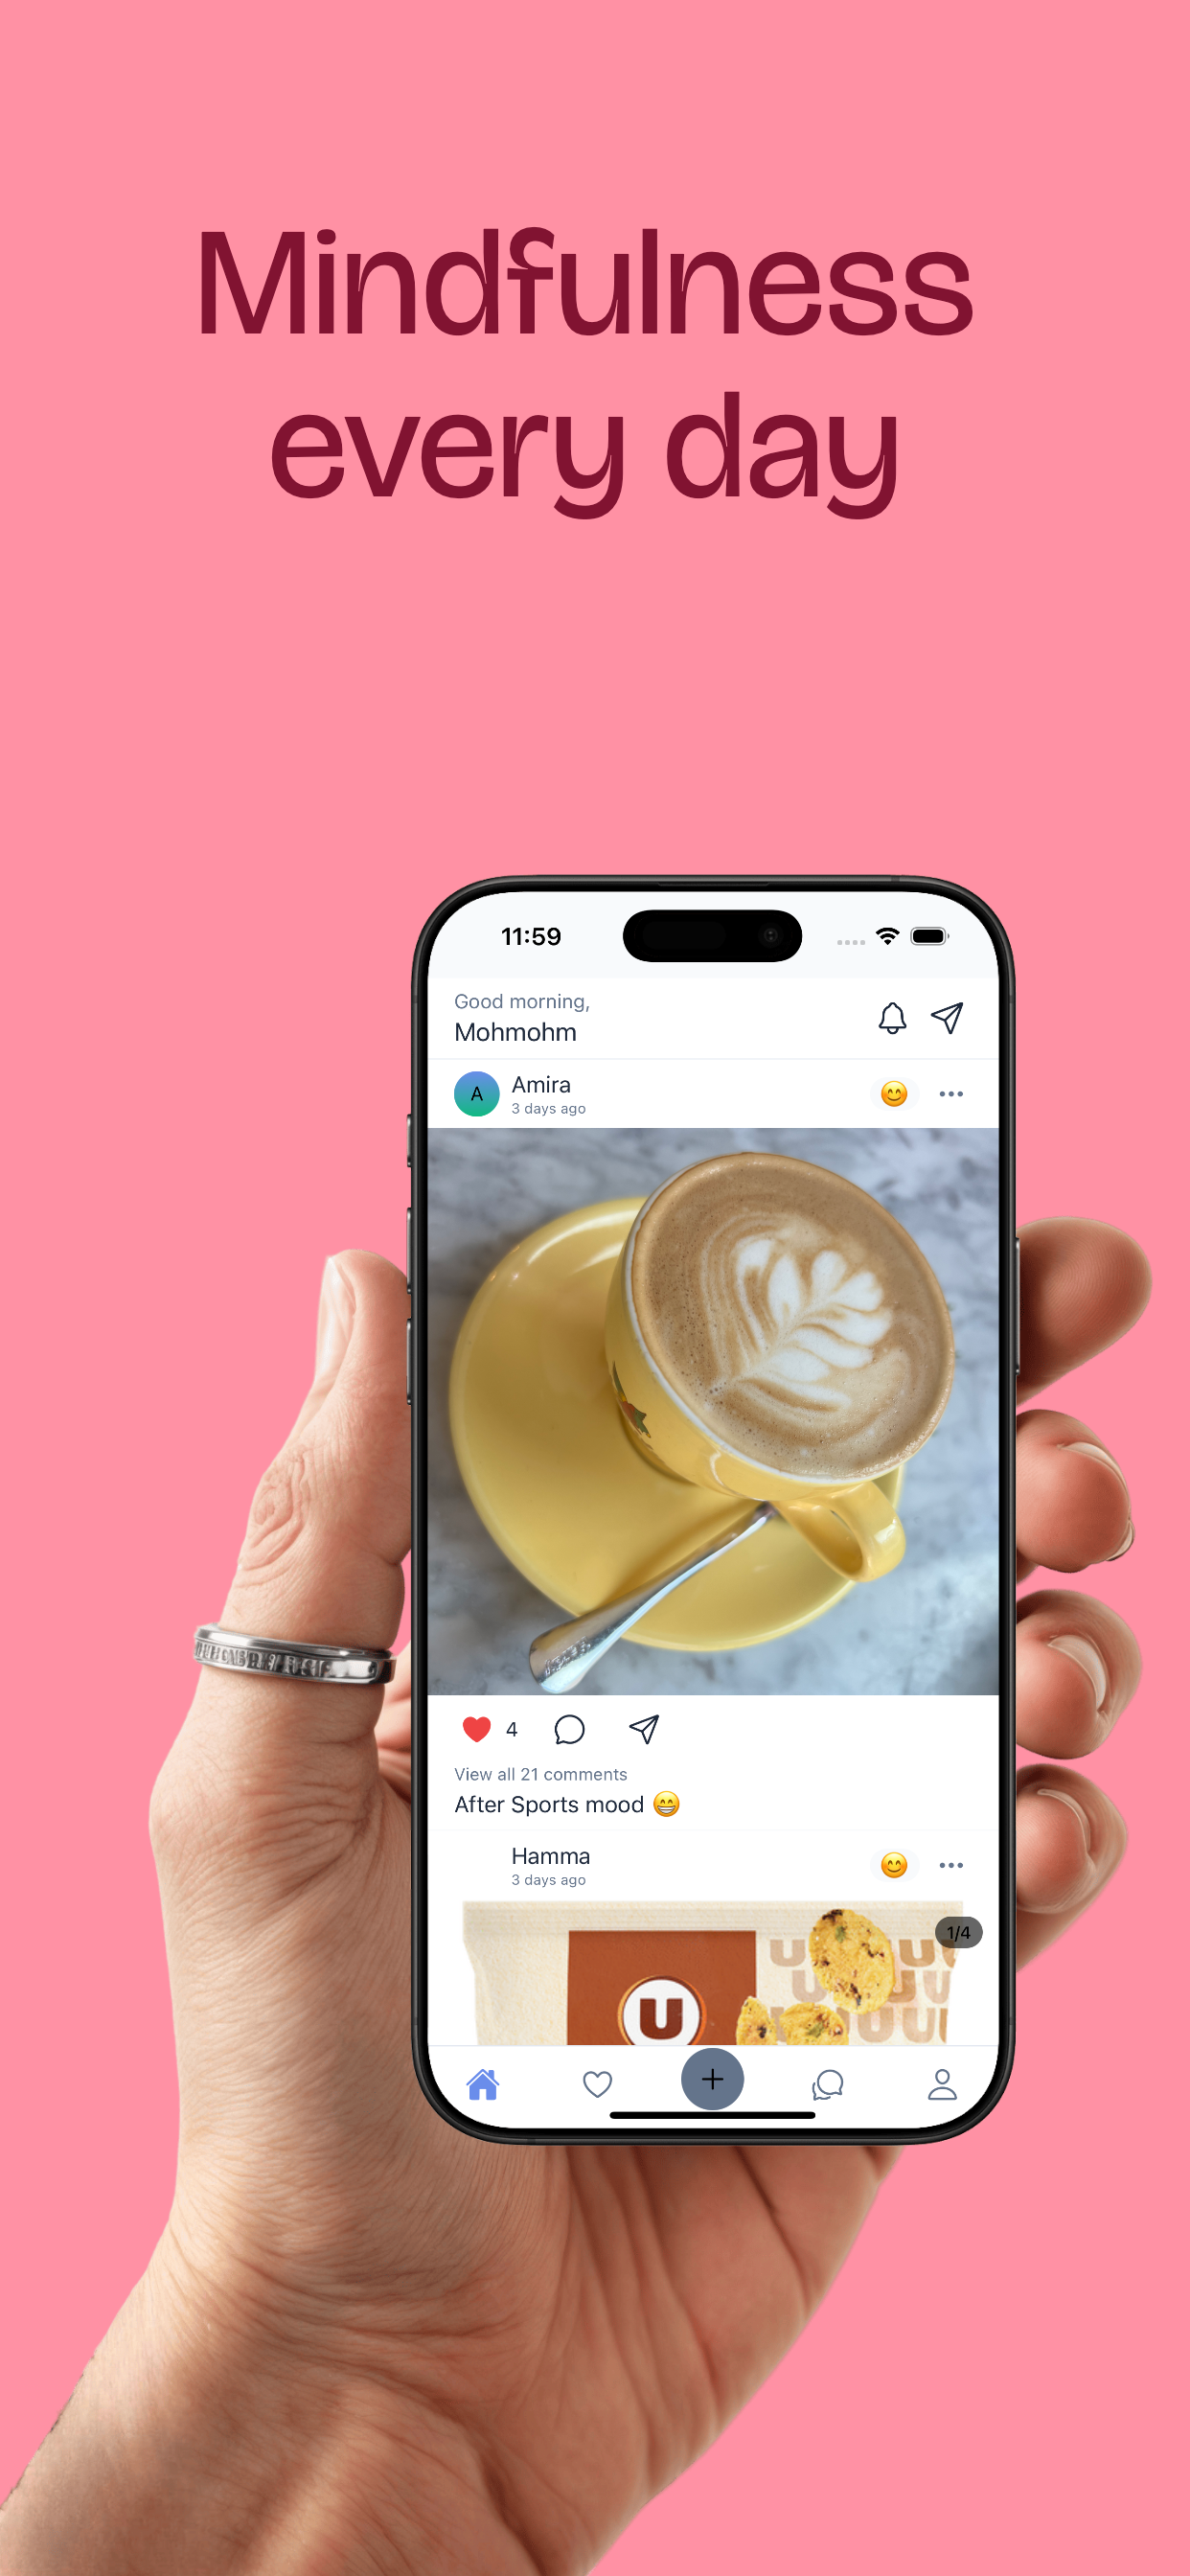 Mindfulness
every day
11:59
Good morning,
Mohmohm
A
Amira
3 days ago
4
View all 21 comments
After Sports mood 😁
Hamma
3 days ago
1/4
U